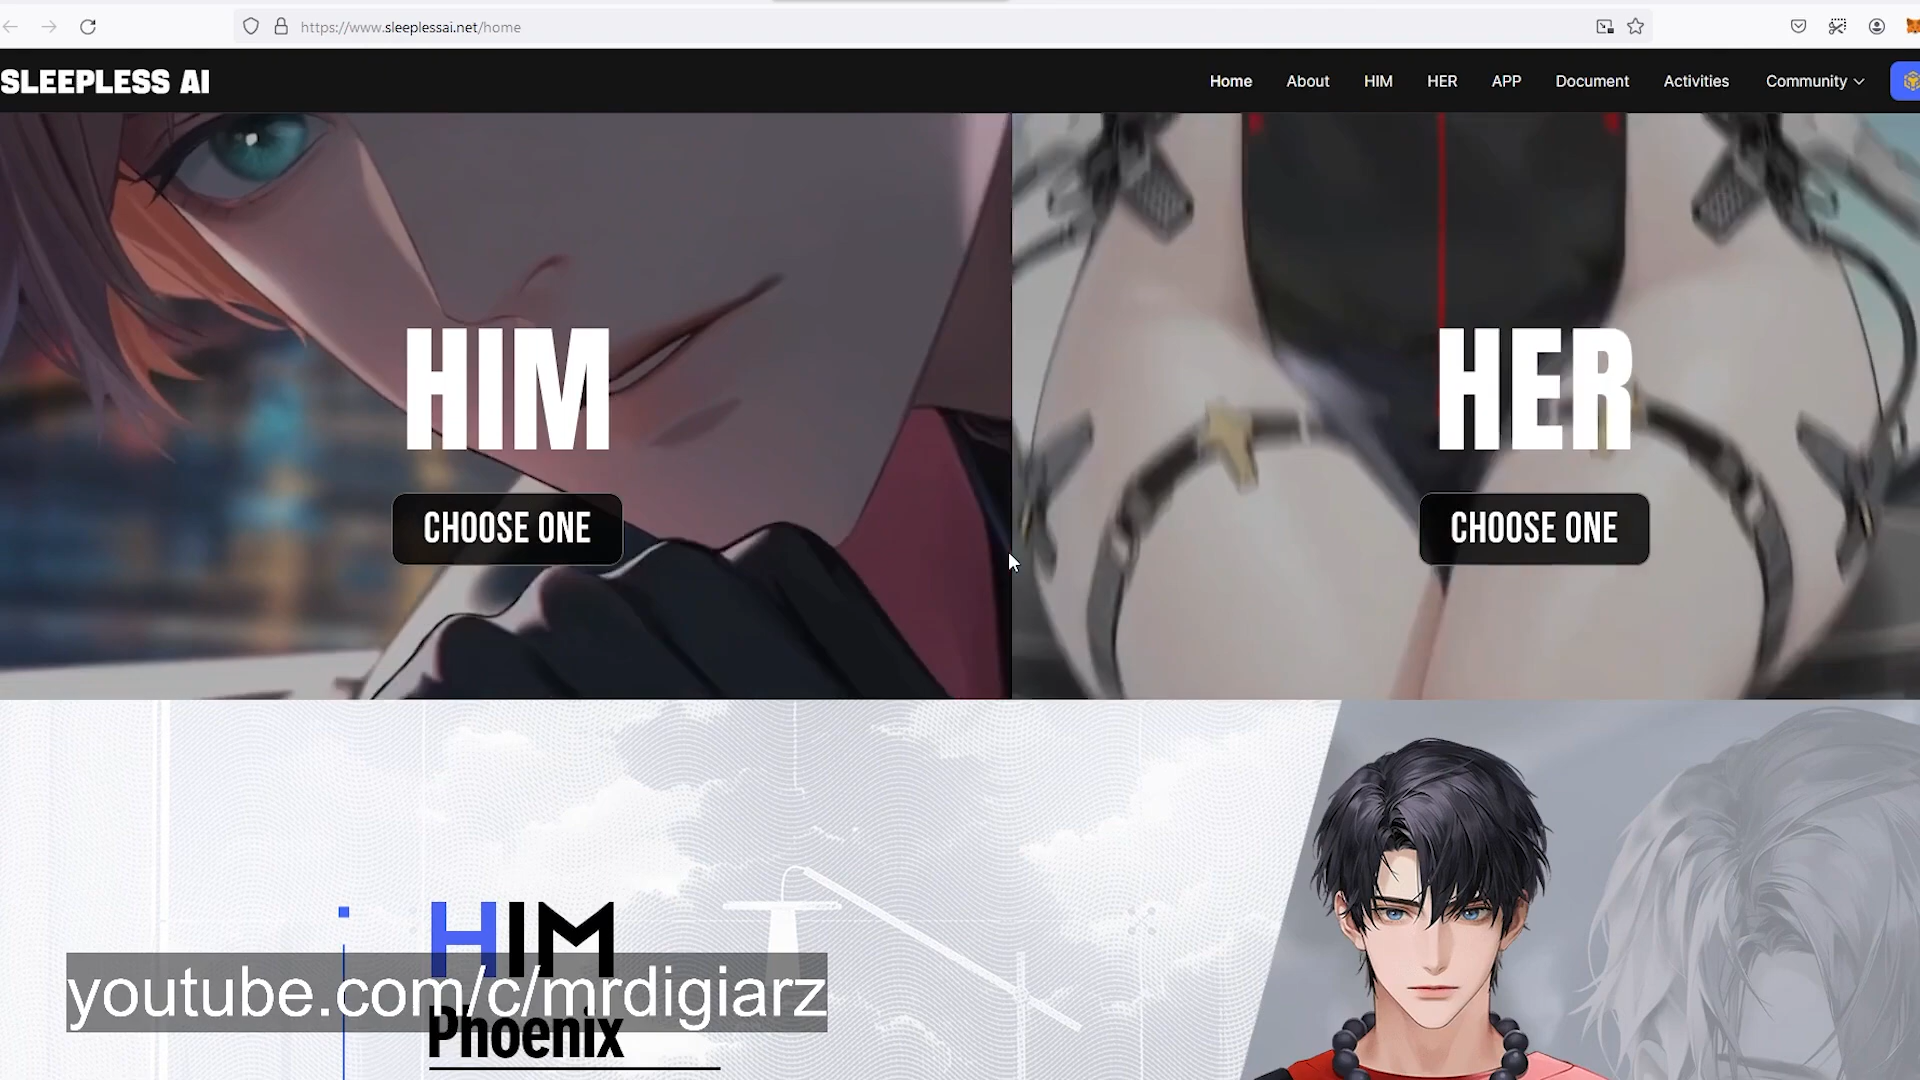 https://www.sleeplessai.net/home
SLEEPLESS AI
Home About HIM HER APP Document Activities Community
HIM
CHOOSE ONE
HER
CHOOSE ONE
HIM
youtube.com/c/mrdigiarz
Phoenix